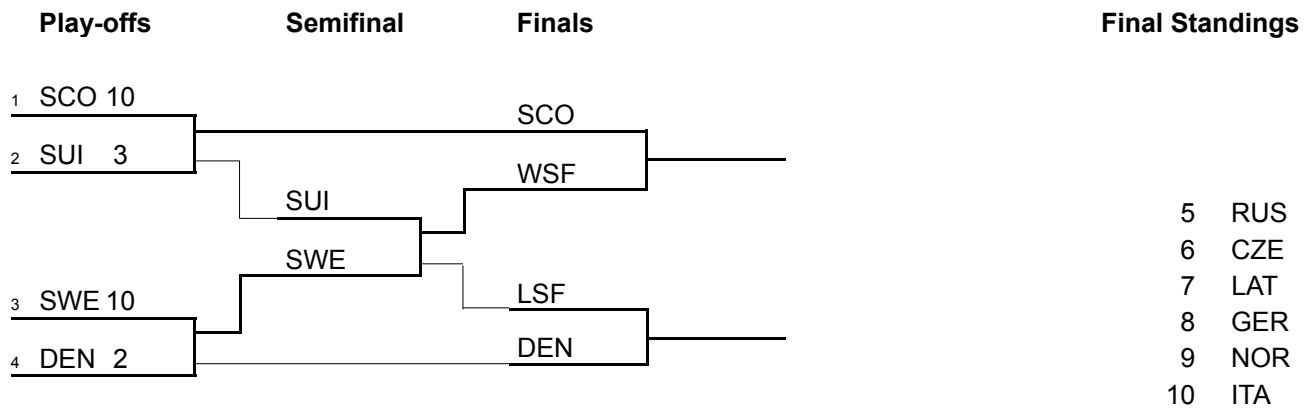 Play-offs Semifinal Finals Final Standings
1 SCO 10
SCO
2 SUI 3
WSF
SUI
5 RUS
SWE
6 CZE
3 SWE 10
LSF
7 LAT
8 GER
4 DEN 2
DEN
9 NOR
10 ITA